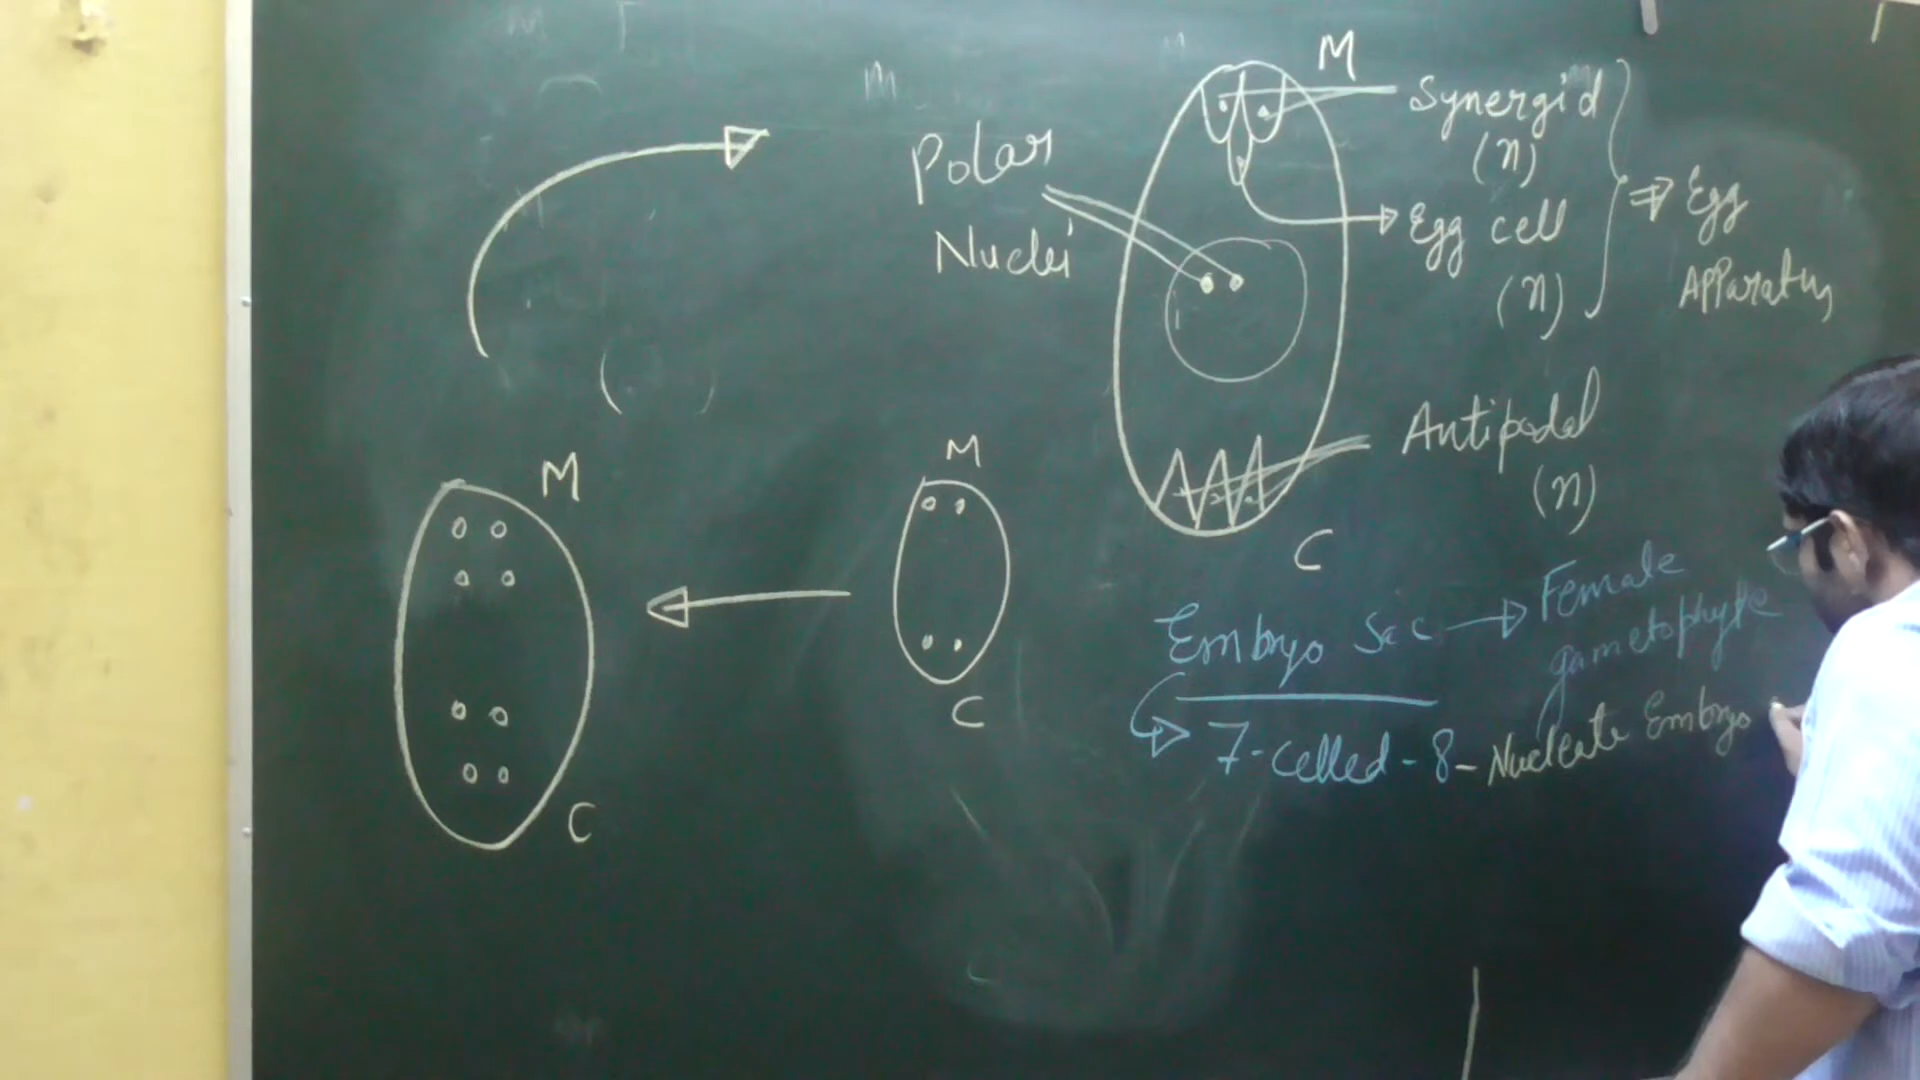 M
Synergid
(n)
Polar
Nuclei
Egg cell
(n)
⇒ Egg
Apparatus
Antipodal
(n)
C
M
C
M
C
Embryo Sac → Female
gametophyte
7-celled-8-Nucleate Embryo